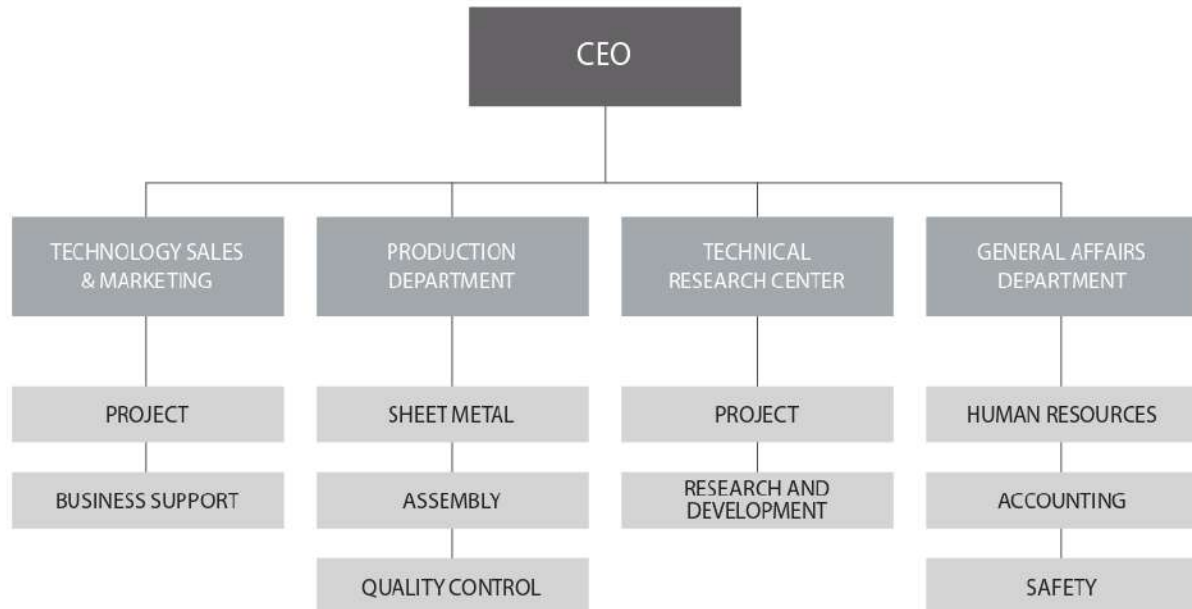 CEO
TECHNOLOGY SALES
& MARKETING
PRODUCTION
DEPARTMENT
TECHNICAL
RESEARCH CENTER
GENERAL AFFAIRS
DEPARTMENT
PROJECT
SHEET METAL
PROJECT
HUMAN RESOURCES
BUSINESS SUPPORT
ASSEMBLY
RESEARCH AND
DEVELOPMENT
ACCOUNTING
QUALITY CONTROL
SAFETY